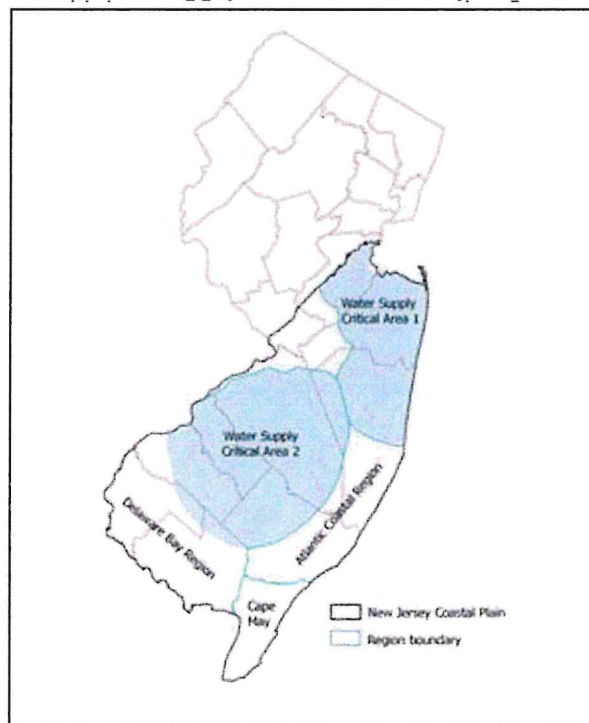 Water Supply
Critical Area 1
Water Supply
Critical Area 2
Delaware Bay Region
Atlantic Coastal Region
Cape
May
New Jersey Coastal Plain
Region boundary